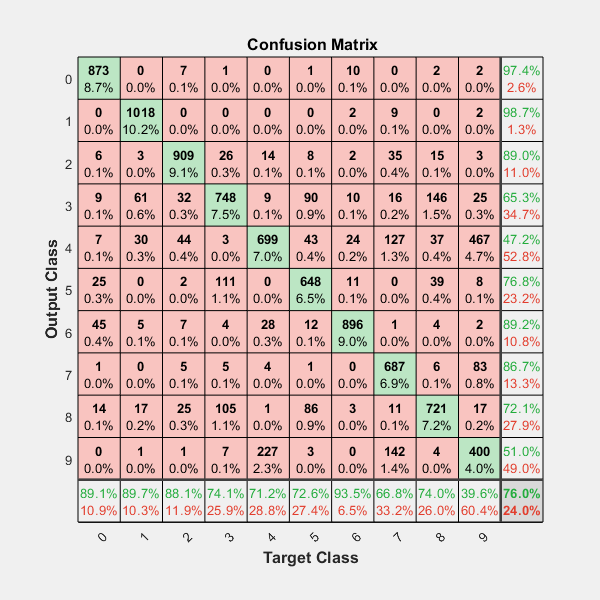 Confusion Matrix
0 873 0 7 1 0 1 10 0 2 2 97.4%
8.7% 0.0% 0.1% 0.0% 0.0% 0.0% 0.1% 0.0% 0.0% 0.0% 2.6%
1 0 1018 0 0 0 0 2 9 0 2 98.7%
0.0% 10.2% 0.0% 0.0% 0.0% 0.0% 0.0% 0.1% 0.0% 0.0% 1.3%
2 6 3 909 26 14 8 2 35 15 3 89.0%
0.1% 0.0% 9.1% 0.3% 0.1% 0.1% 0.0% 0.4% 0.1% 0.0% 11.0%
3 9 61 32 748 9 90 10 16 146 25 65.3%
0.1% 0.6% 0.3% 7.5% 0.1% 0.9% 0.1% 0.2% 1.5% 0.3% 34.7%
4 7 30 44 3 699 43 24 127 37 467 47.2%
0.1% 0.3% 0.4% 0.0% 7.0% 0.4% 0.2% 1.3% 0.4% 4.7% 52.8%
5 25 0 2 111 0 648 11 0 39 8 76.8%
0.3% 0.0% 0.0% 1.1% 0.0% 6.5% 0.1% 0.0% 0.4% 0.1% 23.2%
6 45 5 7 4 28 12 896 1 4 2 89.2%
0.4% 0.1% 0.1% 0.0% 0.3% 0.1% 9.0% 0.0% 0.0% 0.0% 10.8%
7 1 0 5 5 4 1 0 687 6 83 86.7%
0.0% 0.0% 0.1% 0.1% 0.0% 0.0% 0.0% 6.9% 0.1% 0.8% 13.3%
8 14 17 25 105 1 86 3 11 721 17 72.1%
0.1% 0.2% 0.3% 1.1% 0.0% 0.9% 0.0% 0.1% 7.2% 0.2% 27.9%
9 0 1 1 7 227 3 0 142 4 400 51.0%
0.0% 0.0% 0.0% 0.1% 2.3% 0.0% 0.0% 1.4% 0.0% 4.0% 49.0%
89.1% 89.7% 88.1% 74.1% 71.2% 72.6% 93.5% 66.8% 74.0% 39.6% 76.0%
10.9% 10.3% 11.9% 25.9% 28.8% 27.4% 6.5% 33.2% 26.0% 60.4% 24.0%
0 1 2 3 4 5 6 7 8 9
Target Class
Output Class